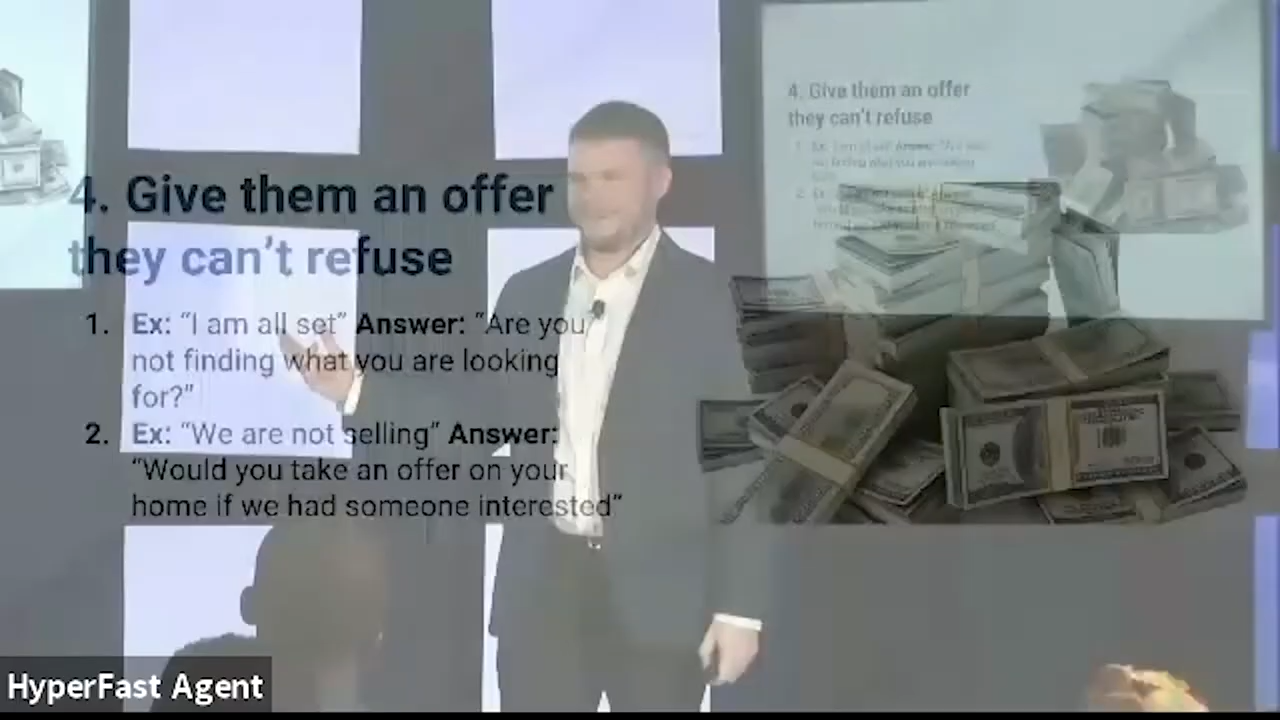 4. Give them an offer
they can't refuse
1. Ex: “I am all set” Answer: “Are you
not finding what you are looking
for?”
2. Ex: “We are not selling” Answer:
“Would you take an offer on your
home if we had someone interested”
4. Give them an offer
they can't refuse
HyperFast Agent